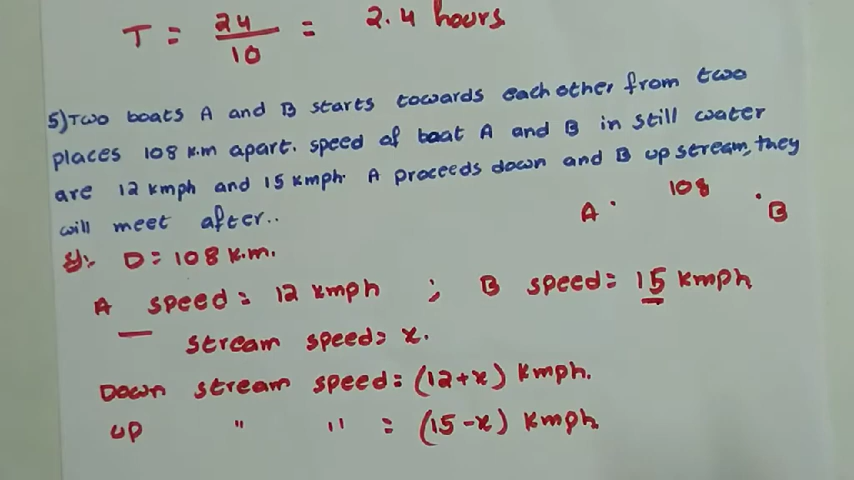 T = 24/10 = 2.4 hours
5) Two boats A and B starts towards each other from two
places 108 k.m apart. speed of boat A and B in still water
are 12 kmph and 15 kmph. A proceeds down and B up stream, they
will meet after..
A . 108 . B
Sol: D = 108 k.m.
A speed = 12 kmph ; B speed = 15 kmph
stream speed = x.
Down stream speed = (12+x) kmph.
up " " = (15-x) kmph.